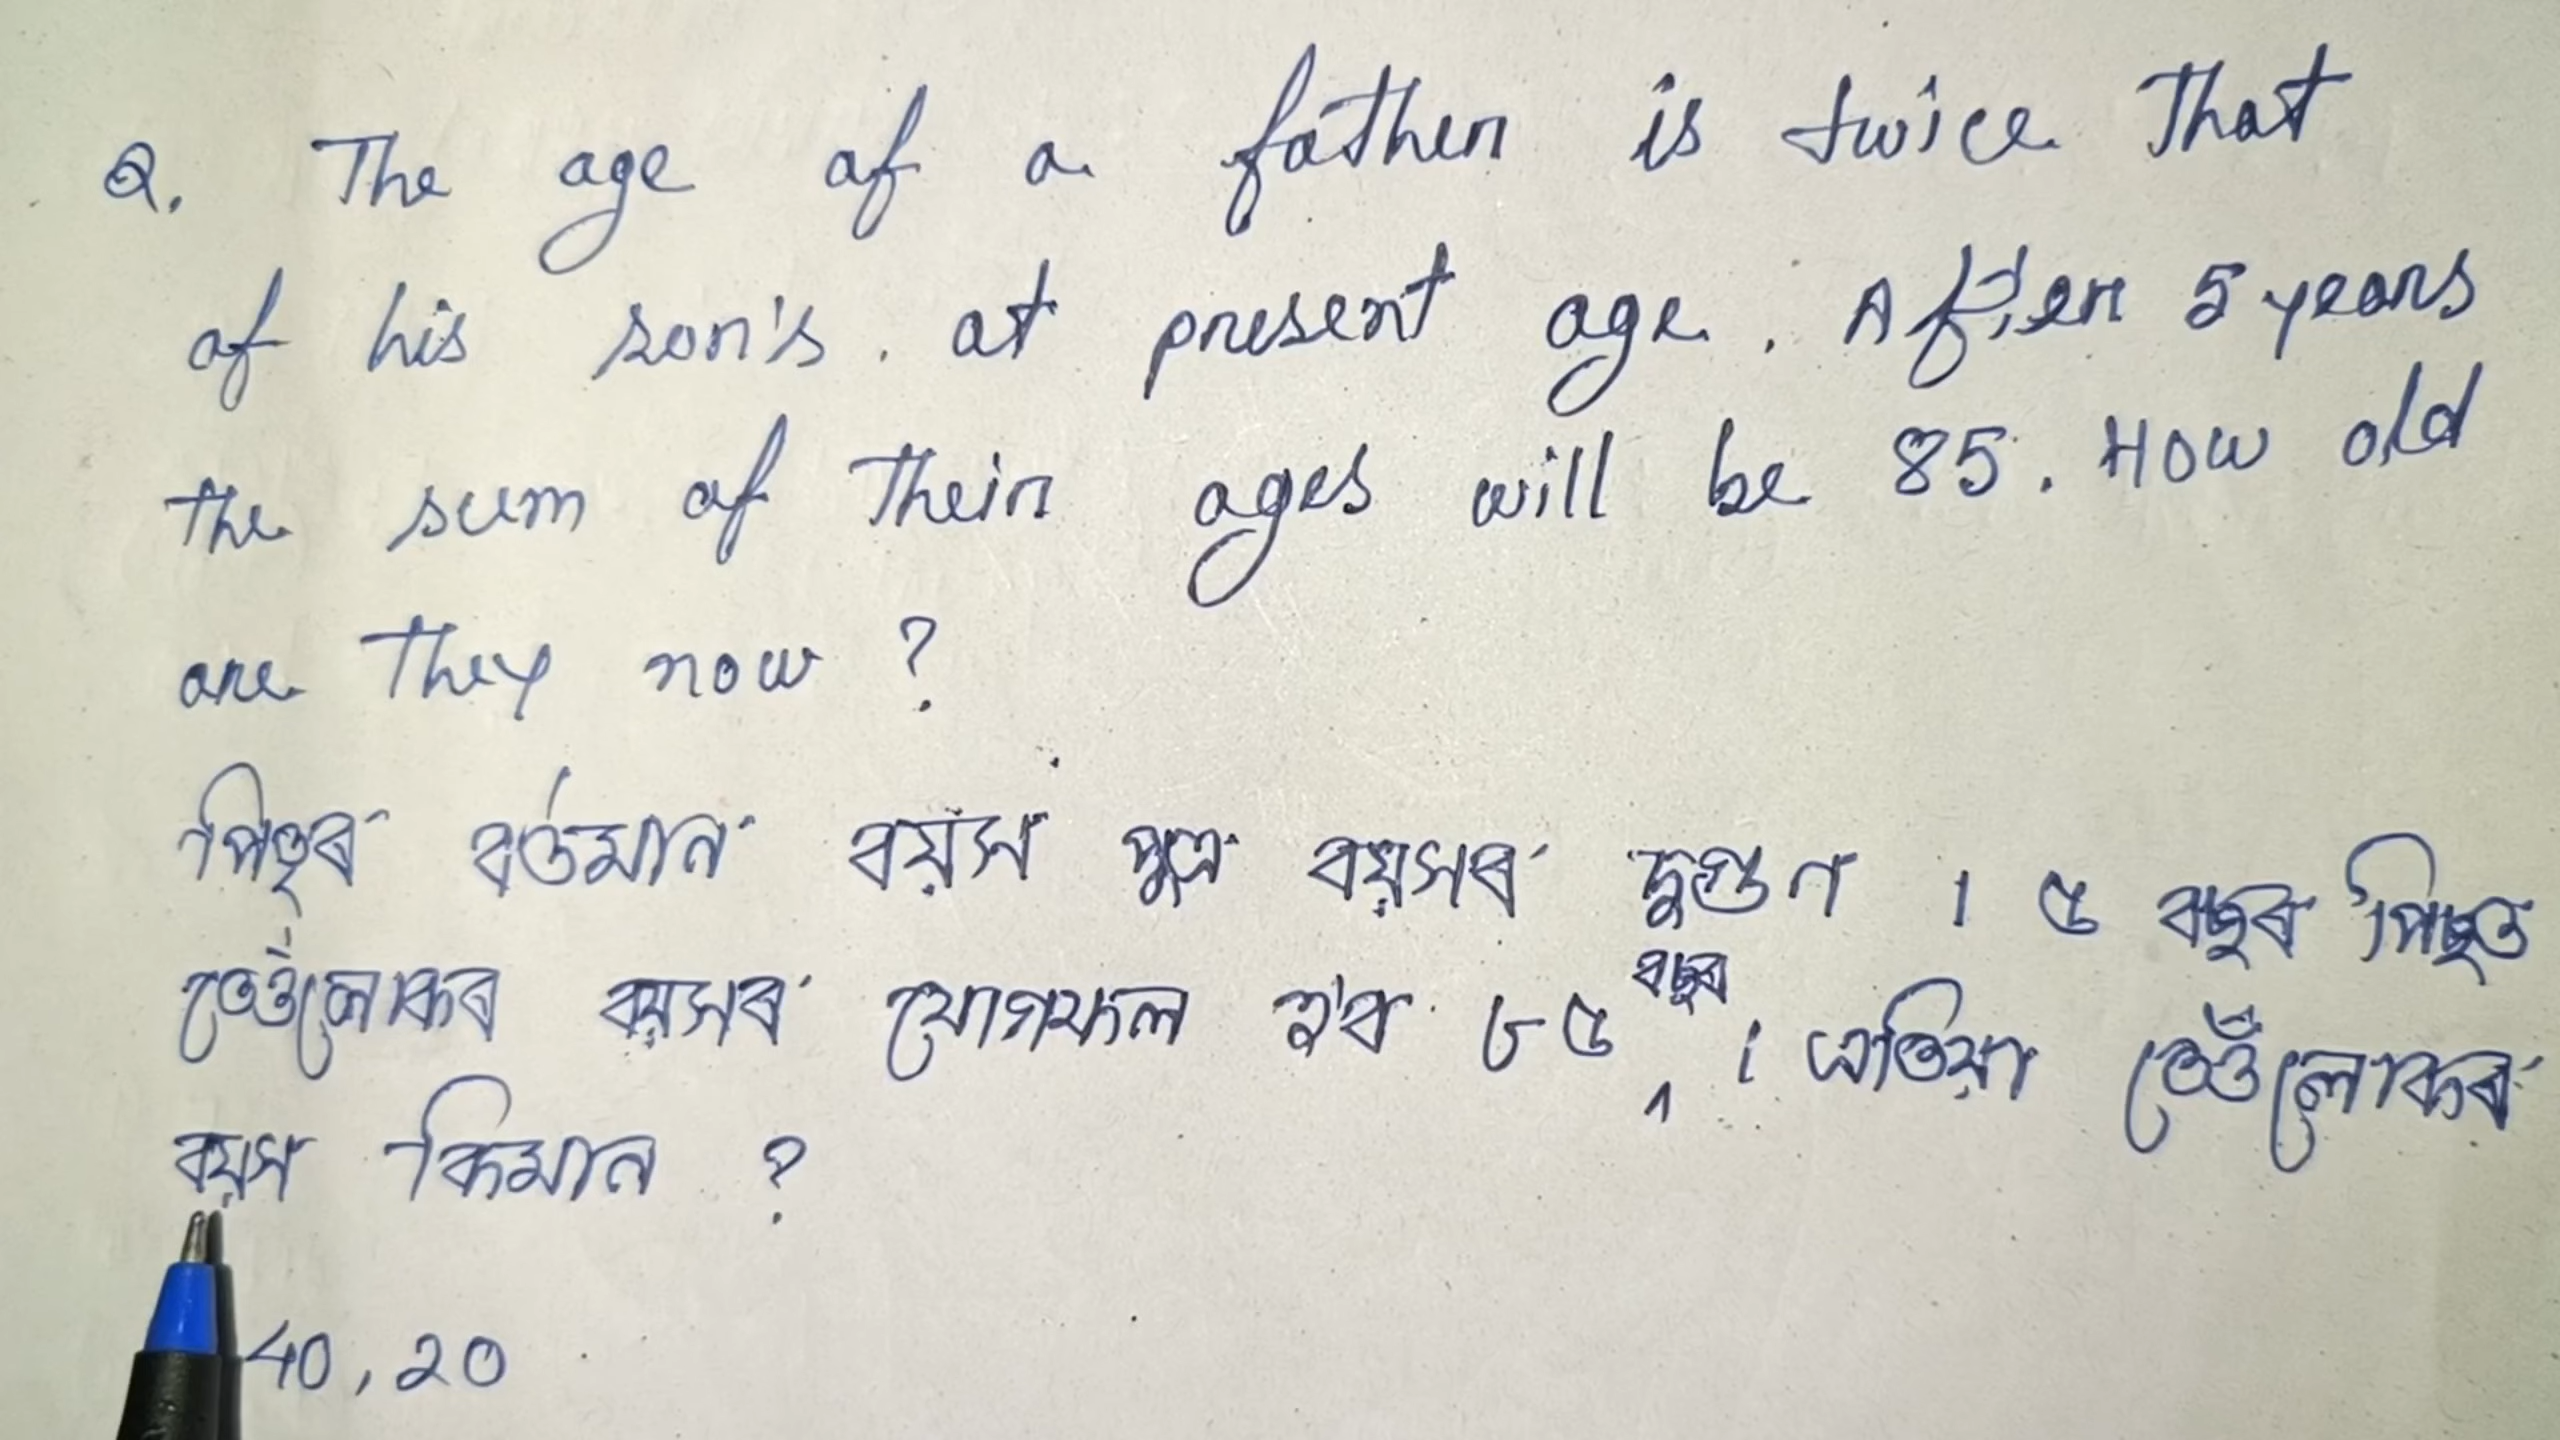 Q. The age of a father is twice that
of his son's. at present age. After 5 years
the sum of their ages will be 85. How old
are they now ?
পিতৃৰ বৰ্তমান বয়স পুত্ৰ বয়সৰ দুগুণ । ৫ বছৰ পিছত
তেওঁলোকৰ বয়সৰ যোগফল হ'ব ৮৫ বছৰ । এতিয়া তেওঁলোকৰ
বয়স কিমান ?
40, 20